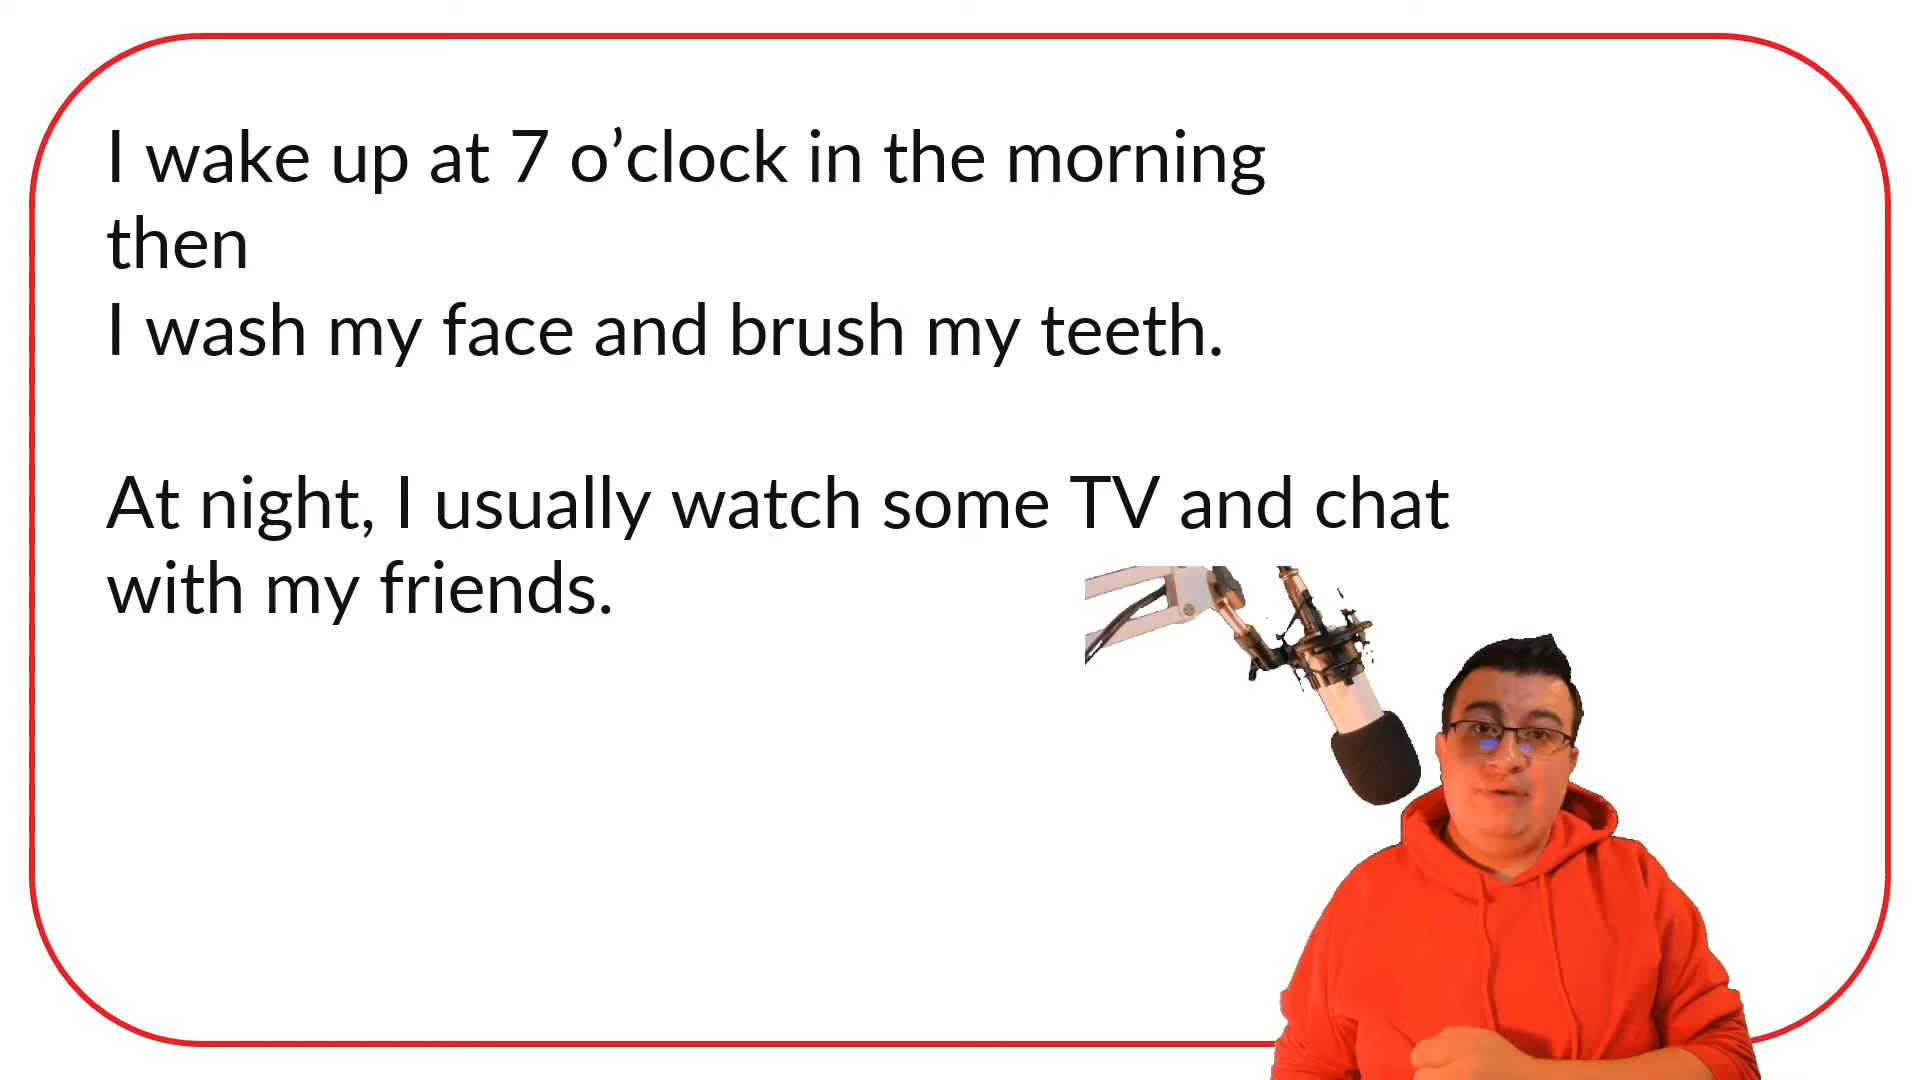 I wake up at 7 o’clock in the morning
then
I wash my face and brush my teeth.
At night, I usually watch some TV and chat
with my friends.